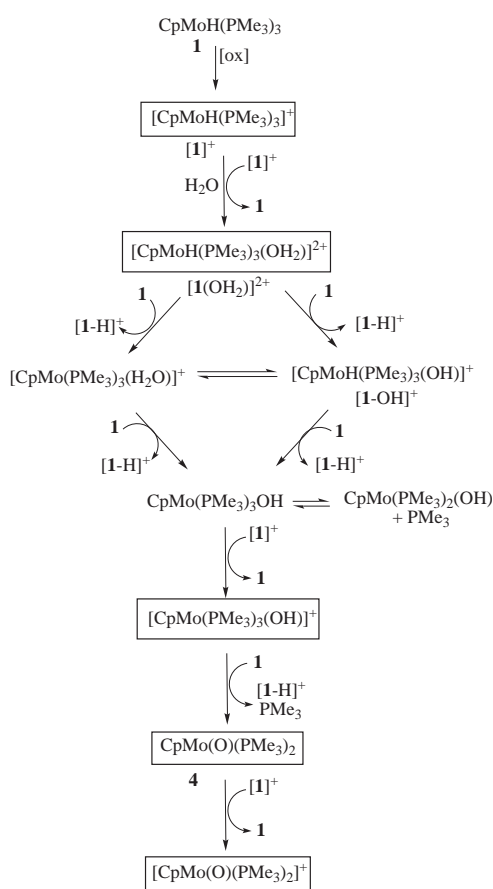 CpMoH(PMe₃)₃
1
[ox]
[CpMoH(PMe₃)₃]⁺
[1]⁺
[1]⁺
H₂O
1
[CpMoH(PMe₃)₃(OH₂)]²⁺
[1(OH₂)]²⁺
1
1
[1-H]⁺
[1-H]⁺
[CpMo(PMe₃)₃(H₂O)]⁺
[CpMoH(PMe₃)₃(OH)]⁺
[1-OH]⁺
1
1
[1-H]⁺
[1-H]⁺
CpMo(PMe₃)₃OH
CpMo(PMe₃)₂(OH)
+ PMe₃
[1]⁺
1
[CpMo(PMe₃)₃(OH)]⁺
1
[1-H]⁺
PMe₃
CpMo(O)(PMe₃)₂
4
[1]⁺
1
[CpMo(O)(PMe₃)₂]⁺